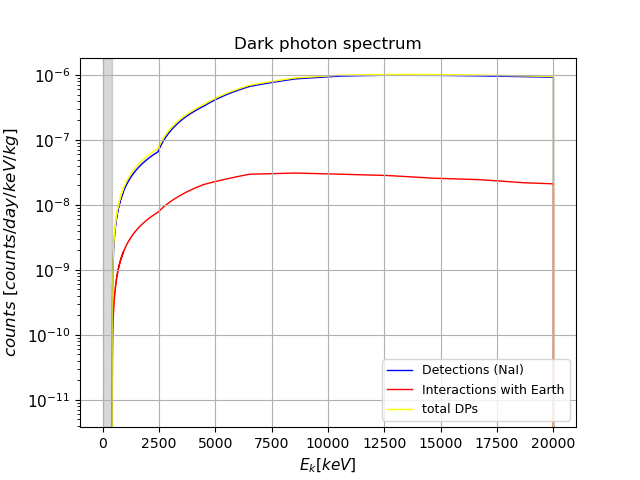 Dark photon spectrum
counts [counts/day/keV/kg]
10⁻⁶
10⁻⁷
10⁻⁸
10⁻⁹
10⁻¹⁰
10⁻¹¹
Detections (NaI)
Interactions with Earth
total DPs
0 2500 5000 7500 10000 12500 15000 17500 20000
E_k[keV]